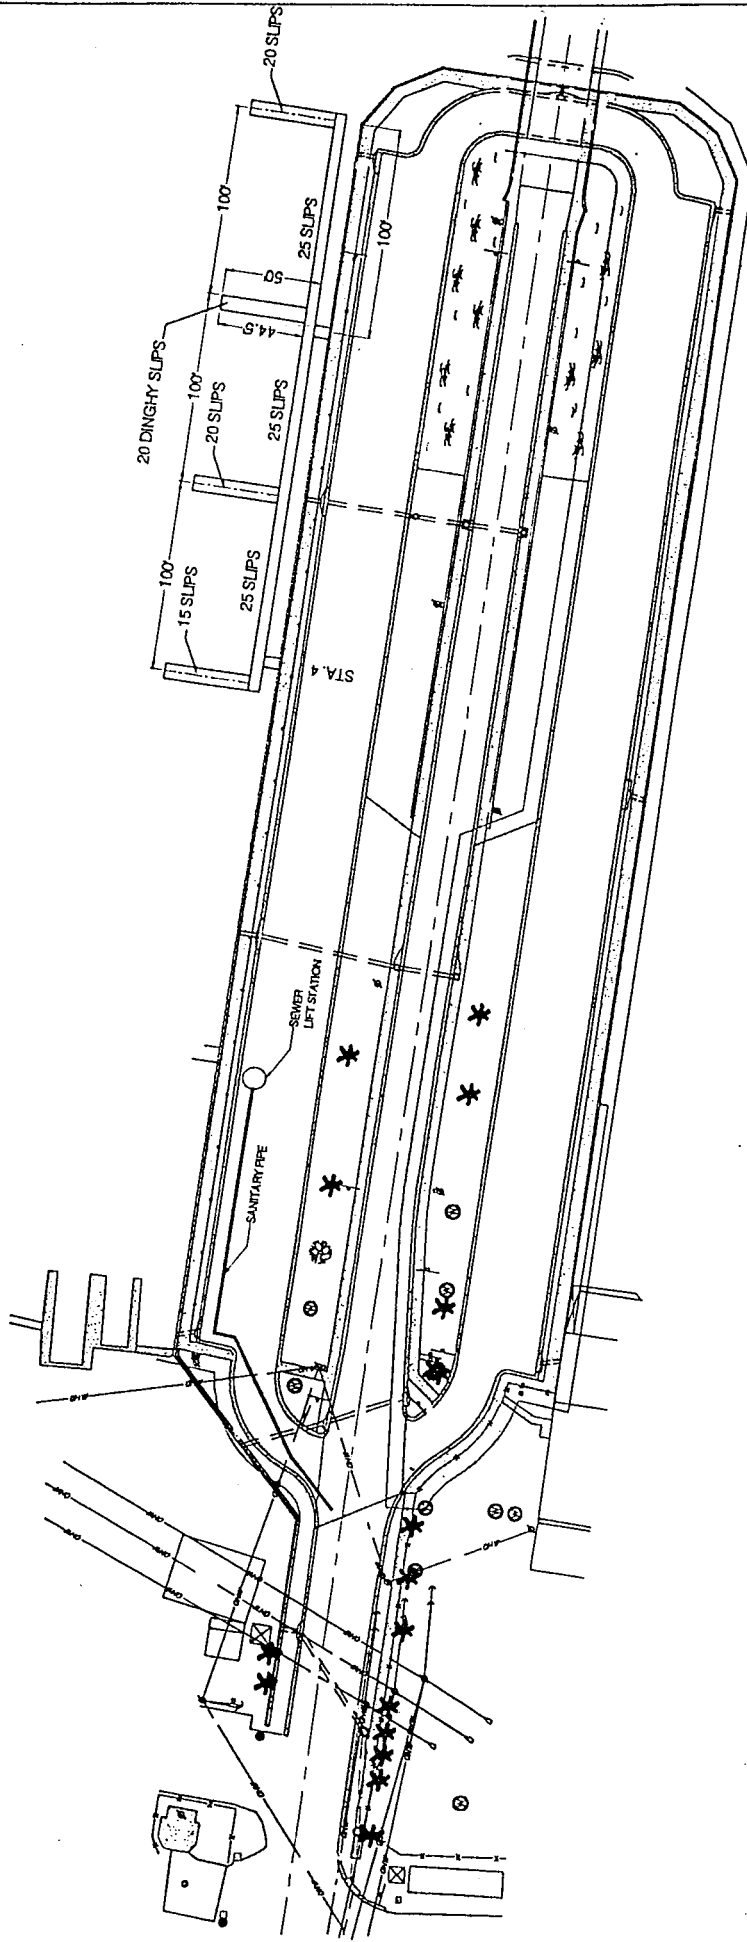 20 SLIPS
100'
25 SLIPS
50'
100'
44.5'
20 DINGHY SLIPS
100'
20 SLIPS
25 SLIPS
100'
15 SLIPS
25 SLIPS
STA. 4
SEWER
LIFT STATION
SANITARY PIPE